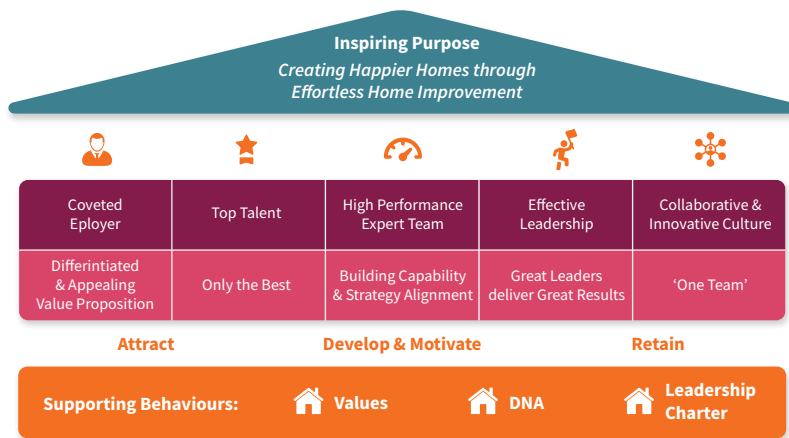 Inspiring Purpose
Creating Happier Homes through
Effortless Home Improvement
Coveted
Eployer
Top Talent
High Performance
Expert Team
Effective
Leadership
Collaborative &
Innovative Culture
Differintiated
& Appealing
Value Proposition
Only the Best
Building Capability
& Strategy Alignment
Great Leaders
deliver Great Results
‘One Team’
Attract
Develop & Motivate
Retain
Supporting Behaviours:
Values
DNA
Leadership
Charter